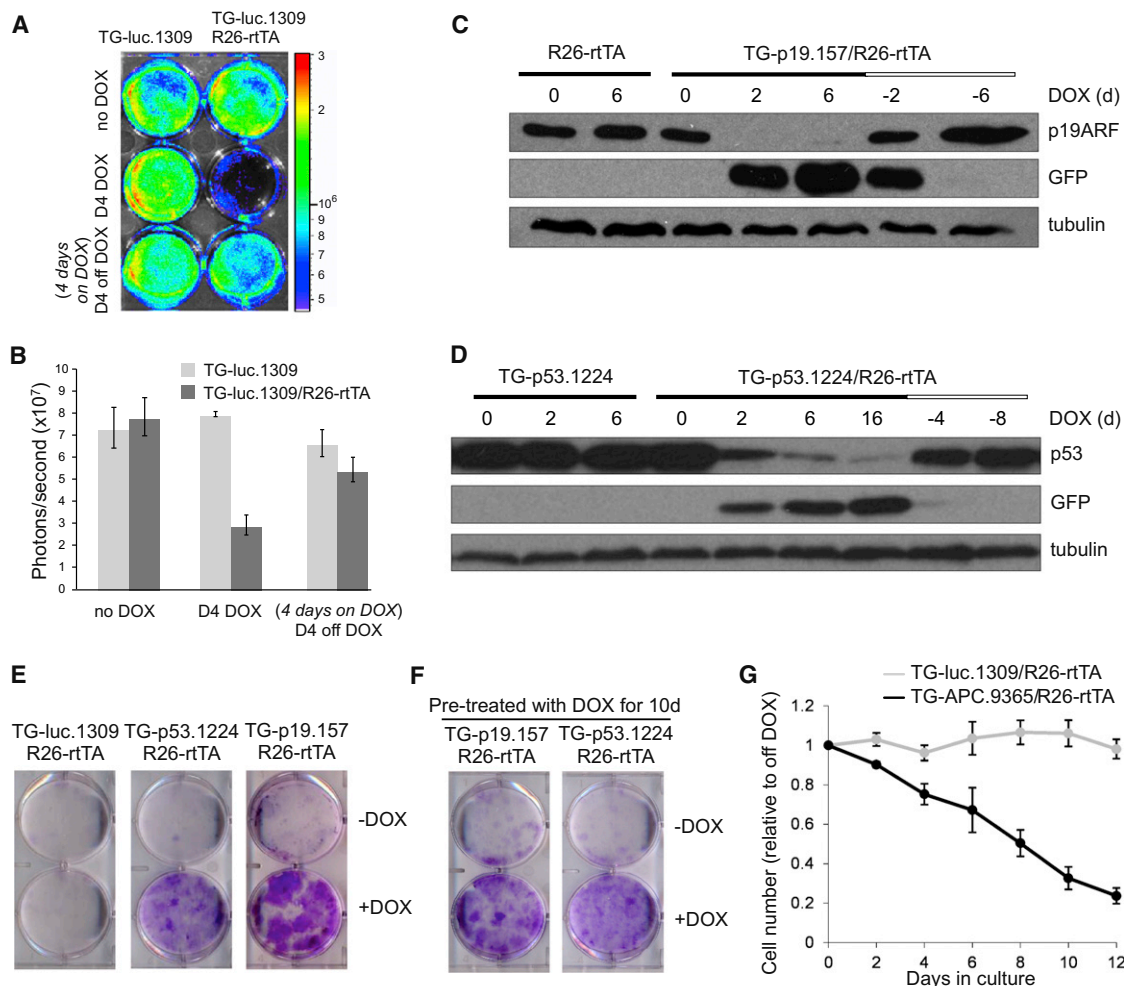 A
TG-luc.1309
TG-luc.1309
R26-rtTA
no DOX
D4 DOX
(4 days
on DOX)
D4 off DOX
3
2
10⁶
9
8
7
6
5
B
Photons/second (x10⁷)
10
9
8
7
6
5
4
3
2
1
0
TG-luc.1309
TG-luc.1309/R26-rtTA
no DOX
D4 DOX
(4 days on DOX)
D4 off DOX
C
R26-rtTA
TG-p19.157/R26-rtTA
0 6 0 2 6 -2 -6 DOX (d)
p19ARF
GFP
tubulin
D
TG-p53.1224
TG-p53.1224/R26-rtTA
0 2 6 0 2 6 16 -4 -8 DOX (d)
p53
GFP
tubulin
E
TG-luc.1309
R26-rtTA
TG-p53.1224
R26-rtTA
TG-p19.157
R26-rtTA
-DOX
+DOX
F
Pre-treated with DOX for 10d
TG-p19.157
R26-rtTA
TG-p53.1224
R26-rtTA
-DOX
+DOX
G
TG-luc.1309/R26-rtTA
TG-APC.9365/R26-rtTA
Cell number (relative to off DOX)
1.2
1
0.8
0.6
0.4
0.2
0
0 2 4 6 8 10 12
Days in culture